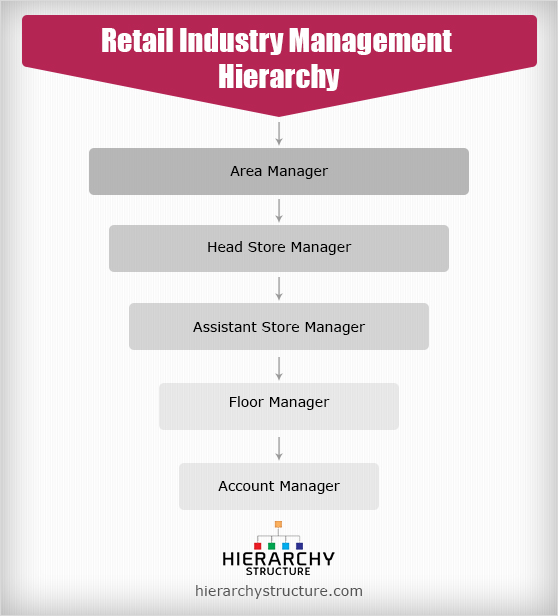 Retail Industry Management
Hierarchy
Area Manager
Head Store Manager
Assistant Store Manager
Floor Manager
Account Manager
HIERARCHY
STRUCTURE
hierarchystructure.com